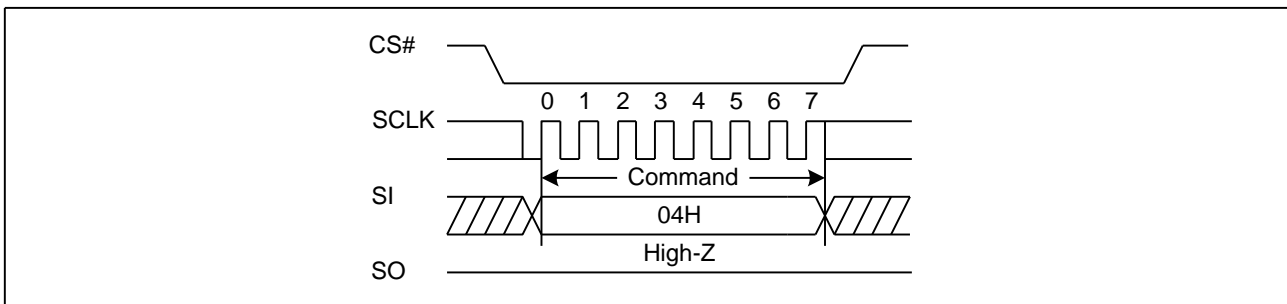 CS#
0 1 2 3 4 5 6 7
SCLK
Command
SI
04H
High-Z
SO